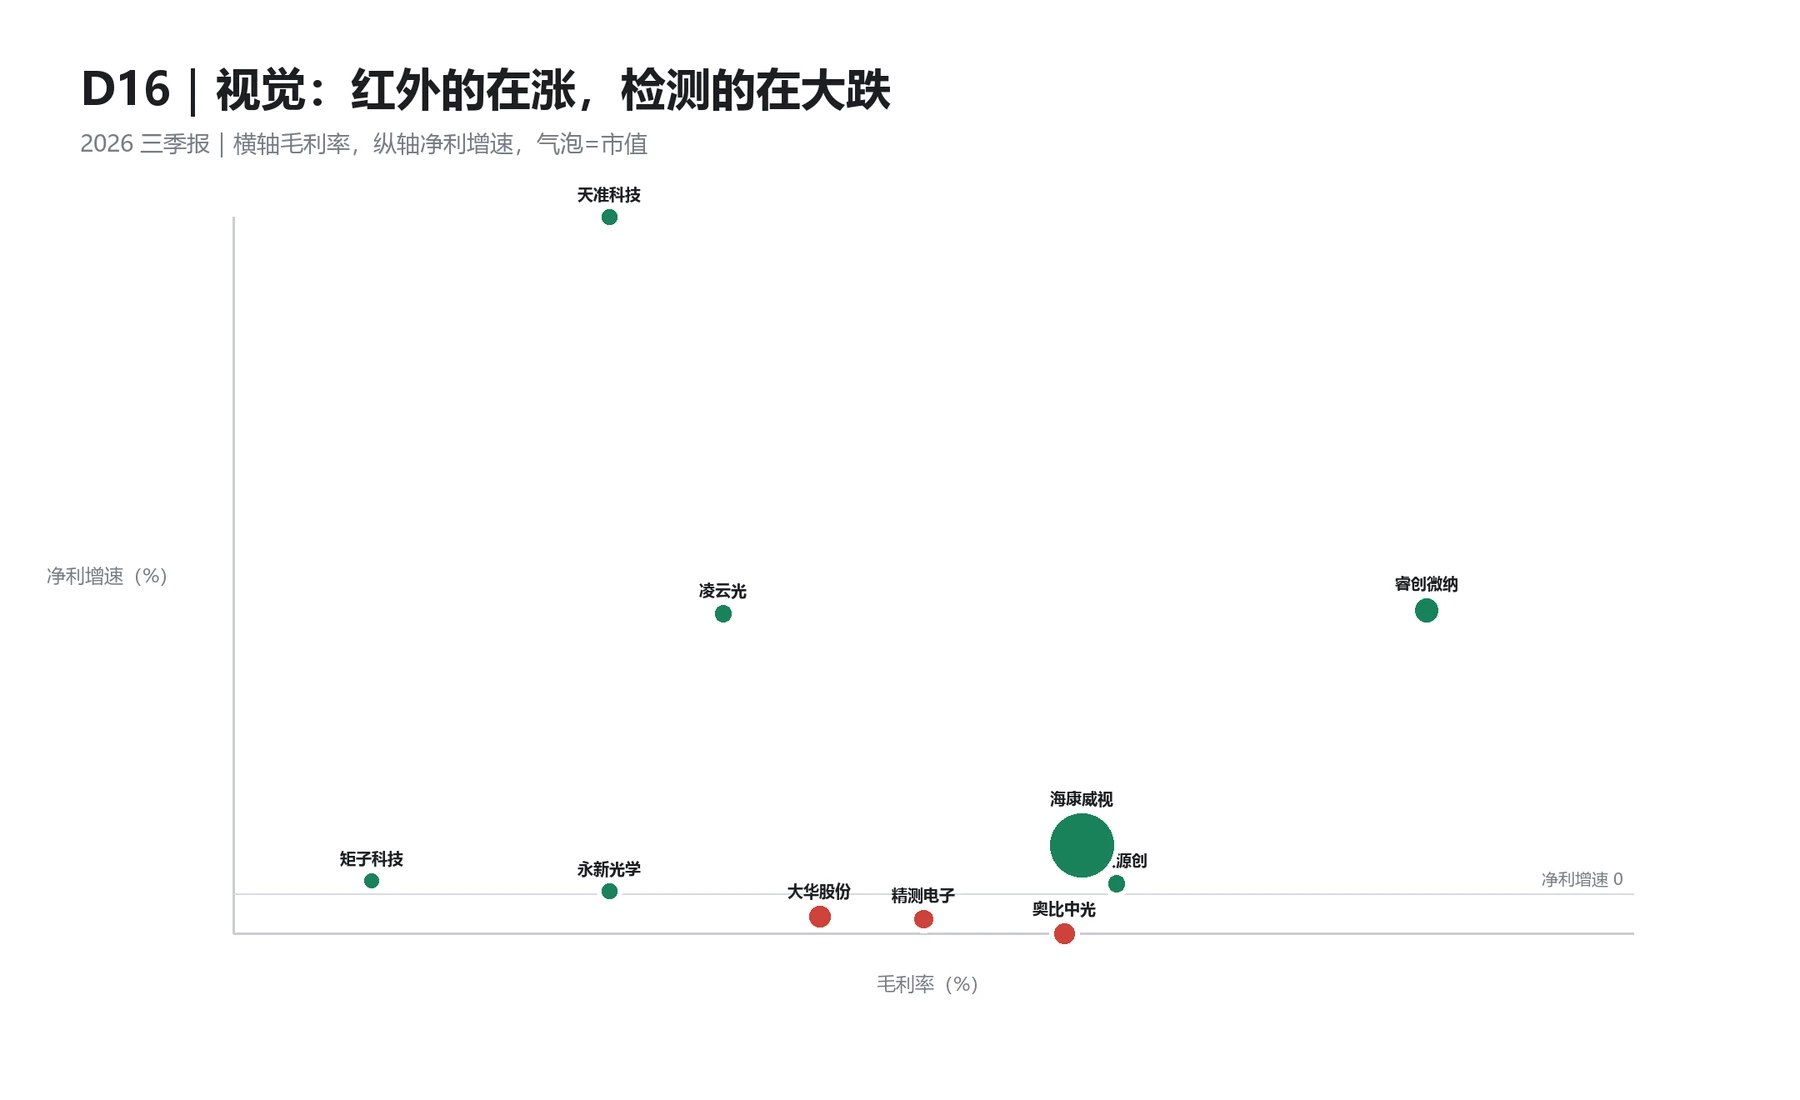 D16｜视觉：红外的在涨，检测的在大跌
2026 三季报｜横轴毛利率，纵轴净利增速，气泡=市值
天准科技
净利增速（%）
凌云光
睿创微纳
海康威视
矩子科技
源创
永新光学
净利增速 0
大华股份
精测电子
奥比中光
毛利率（%）